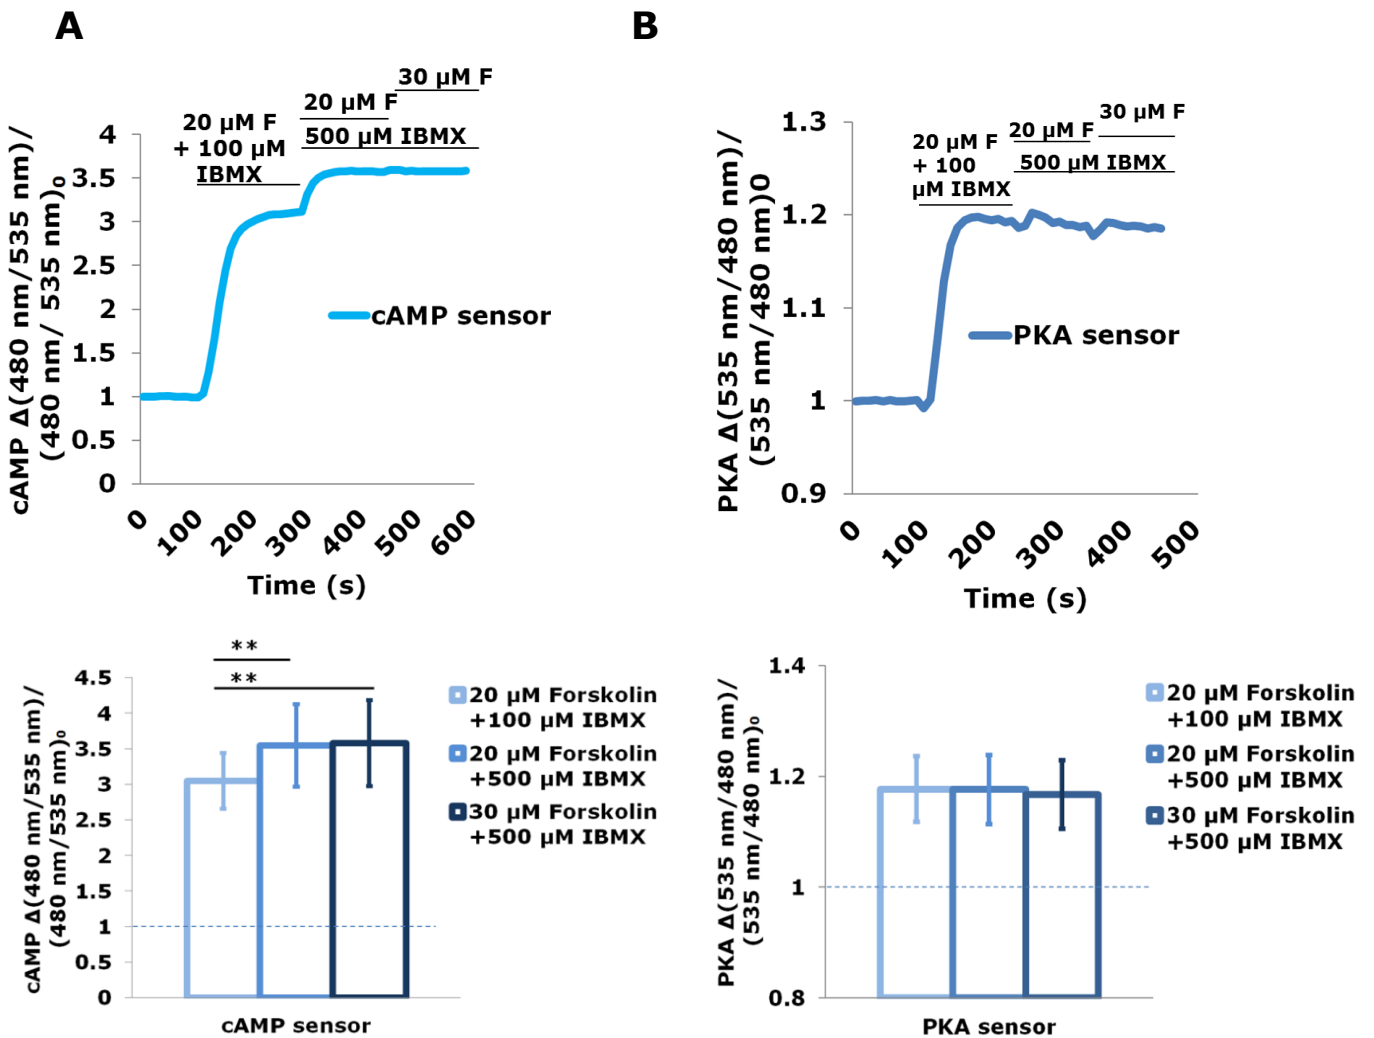 A
B
30 µM F
20 µM F
20 µM F
+ 100 µM
IBMX
500 µM IBMX
cAMP Δ(480 nm/535 nm)/
(480 nm/ 535 nm)₀
4
3.5
3
2.5
2
1.5
1
0.5
0
cAMP sensor
0
100
200
300
400
500
600
Time (s)
30 µM F
20 µM F
20 µM F
+ 100
µM IBMX
500 µM IBMX
PKA Δ(535 nm/480 nm)/
(535 nm/480 nm)0
1.3
1.2
1.1
1
0.9
PKA sensor
0
100
200
300
400
500
Time (s)
**
**
cAMP Δ(480 nm/535 nm)/
(480 nm/535 nm)₀
4.5
4
3.5
3
2.5
2
1.5
1
0.5
0
cAMP sensor
20 µM Forskolin
+100 µM IBMX
20 µM Forskolin
+500 µM IBMX
30 µM Forskolin
+500 µM IBMX
PKA Δ(535 nm/480 nm)/
(535 nm/480 nm)₀
1.4
1.2
1
0.8
PKA sensor
20 µM Forskolin
+100 µM IBMX
20 µM Forskolin
+500 µM IBMX
30 µM Forskolin
+500 µM IBMX